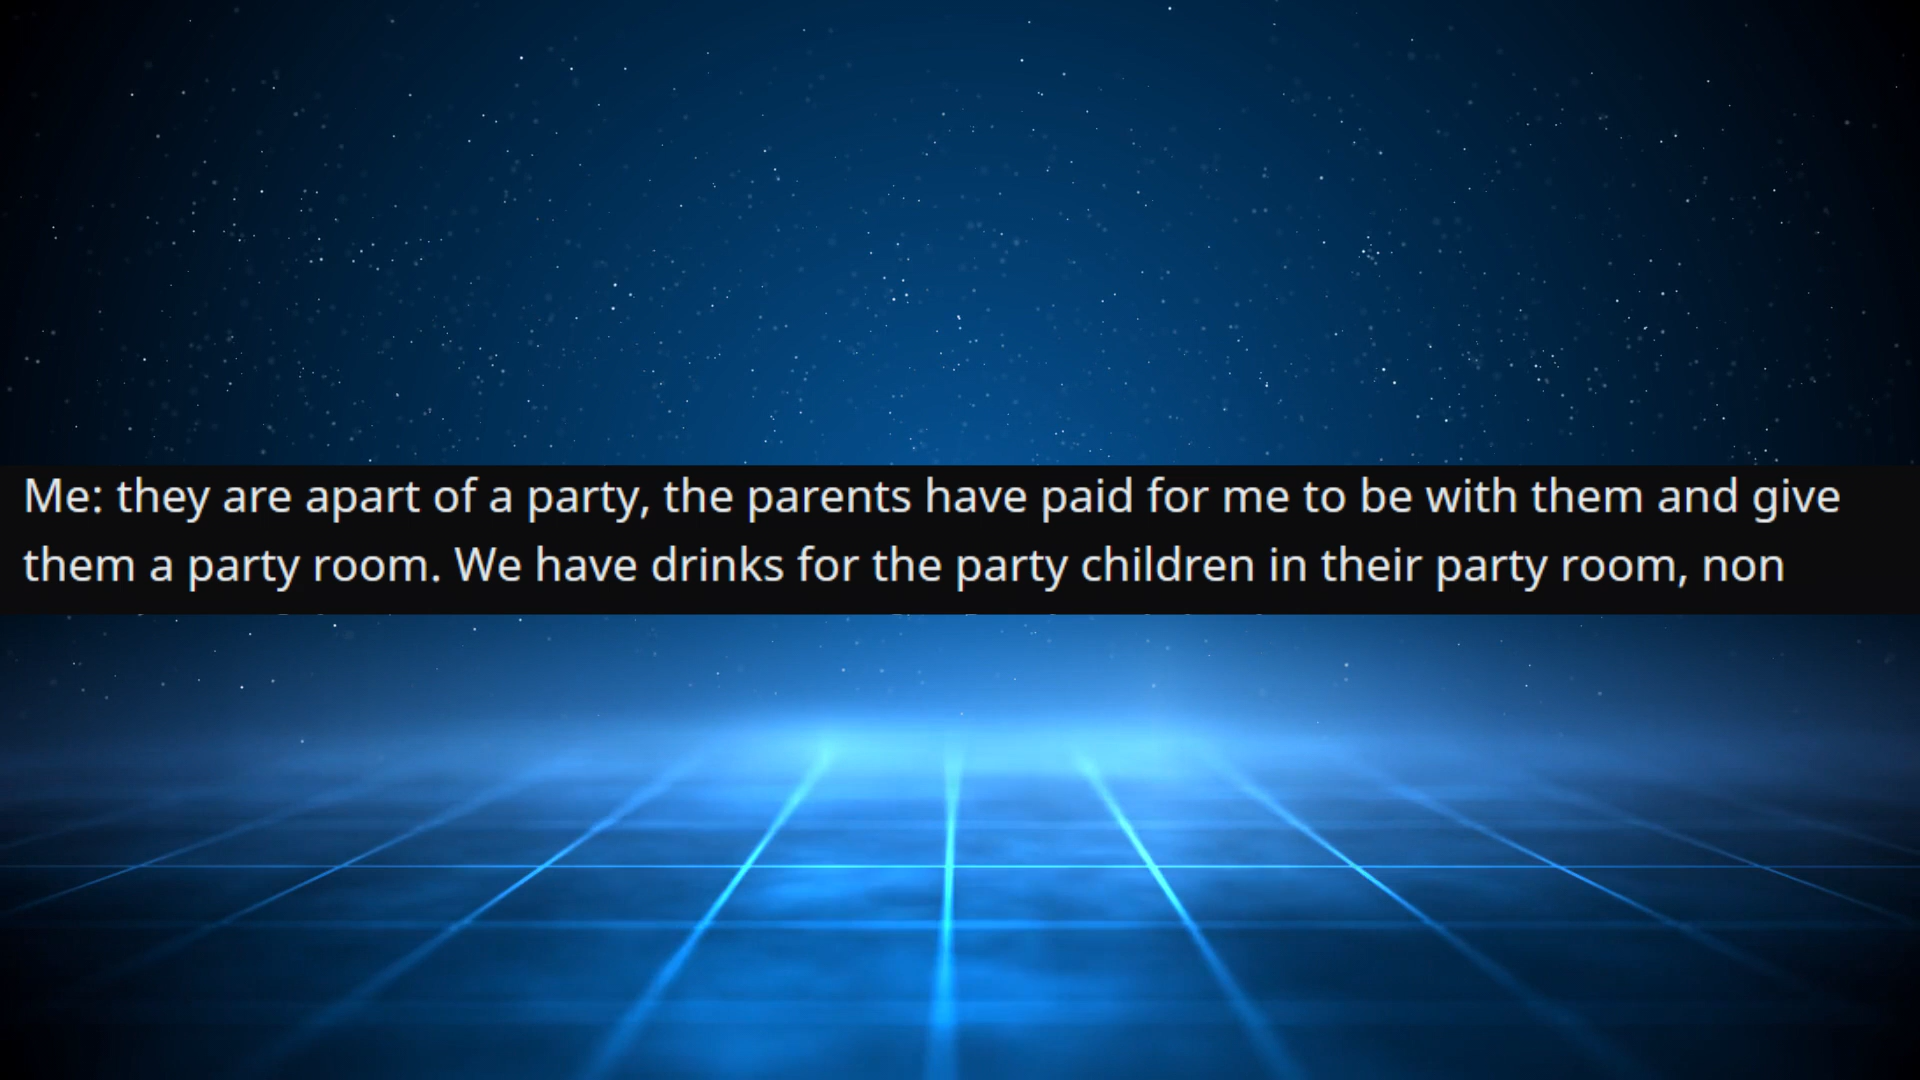 Me: they are apart of a party, the parents have paid for me to be with them and give
them a party room. We have drinks for the party children in their party room, non